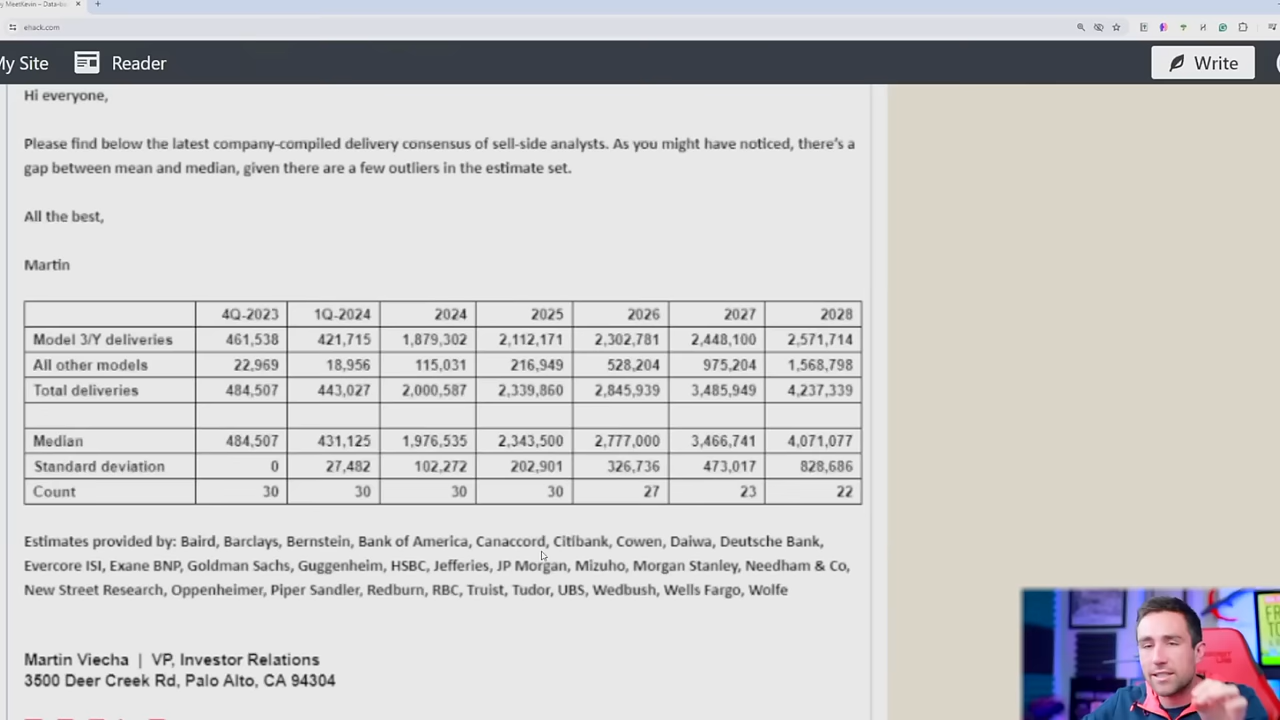 MeetKevin – Data-ba
ehack.com
My Site Reader Write
Hi everyone,
Please find below the latest company-compiled delivery consensus of sell-side analysts. As you might have noticed, there's a
gap between mean and median, given there are a few outliers in the estimate set.
All the best,
Martin
4Q-2023 1Q-2024 2024 2025 2026 2027 2028
Model 3/Y deliveries 461,538 421,715 1,879,302 2,112,171 2,302,781 2,448,100 2,571,714
All other models 22,969 18,956 115,031 216,949 528,204 975,204 1,568,798
Total deliveries 484,507 443,027 2,000,587 2,339,860 2,845,939 3,485,949 4,237,339
Median 484,507 431,125 1,976,535 2,343,500 2,777,000 3,466,741 4,071,077
Standard deviation 0 27,482 102,272 202,901 326,736 473,017 828,686
Count 30 30 30 30 27 23 22
Estimates provided by: Baird, Barclays, Bernstein, Bank of America, Canaccord, Citibank, Cowen, Daiwa, Deutsche Bank,
Evercore ISI, Exane BNP, Goldman Sachs, Guggenheim, HSBC, Jefferies, JP Morgan, Mizuho, Morgan Stanley, Needham & Co,
New Street Research, Oppenheimer, Piper Sandler, Redburn, RBC, Truist, Tudor, UBS, Wedbush, Wells Fargo, Wolfe
Martin Viecha | VP, Investor Relations
3500 Deer Creek Rd, Palo Alto, CA 94304